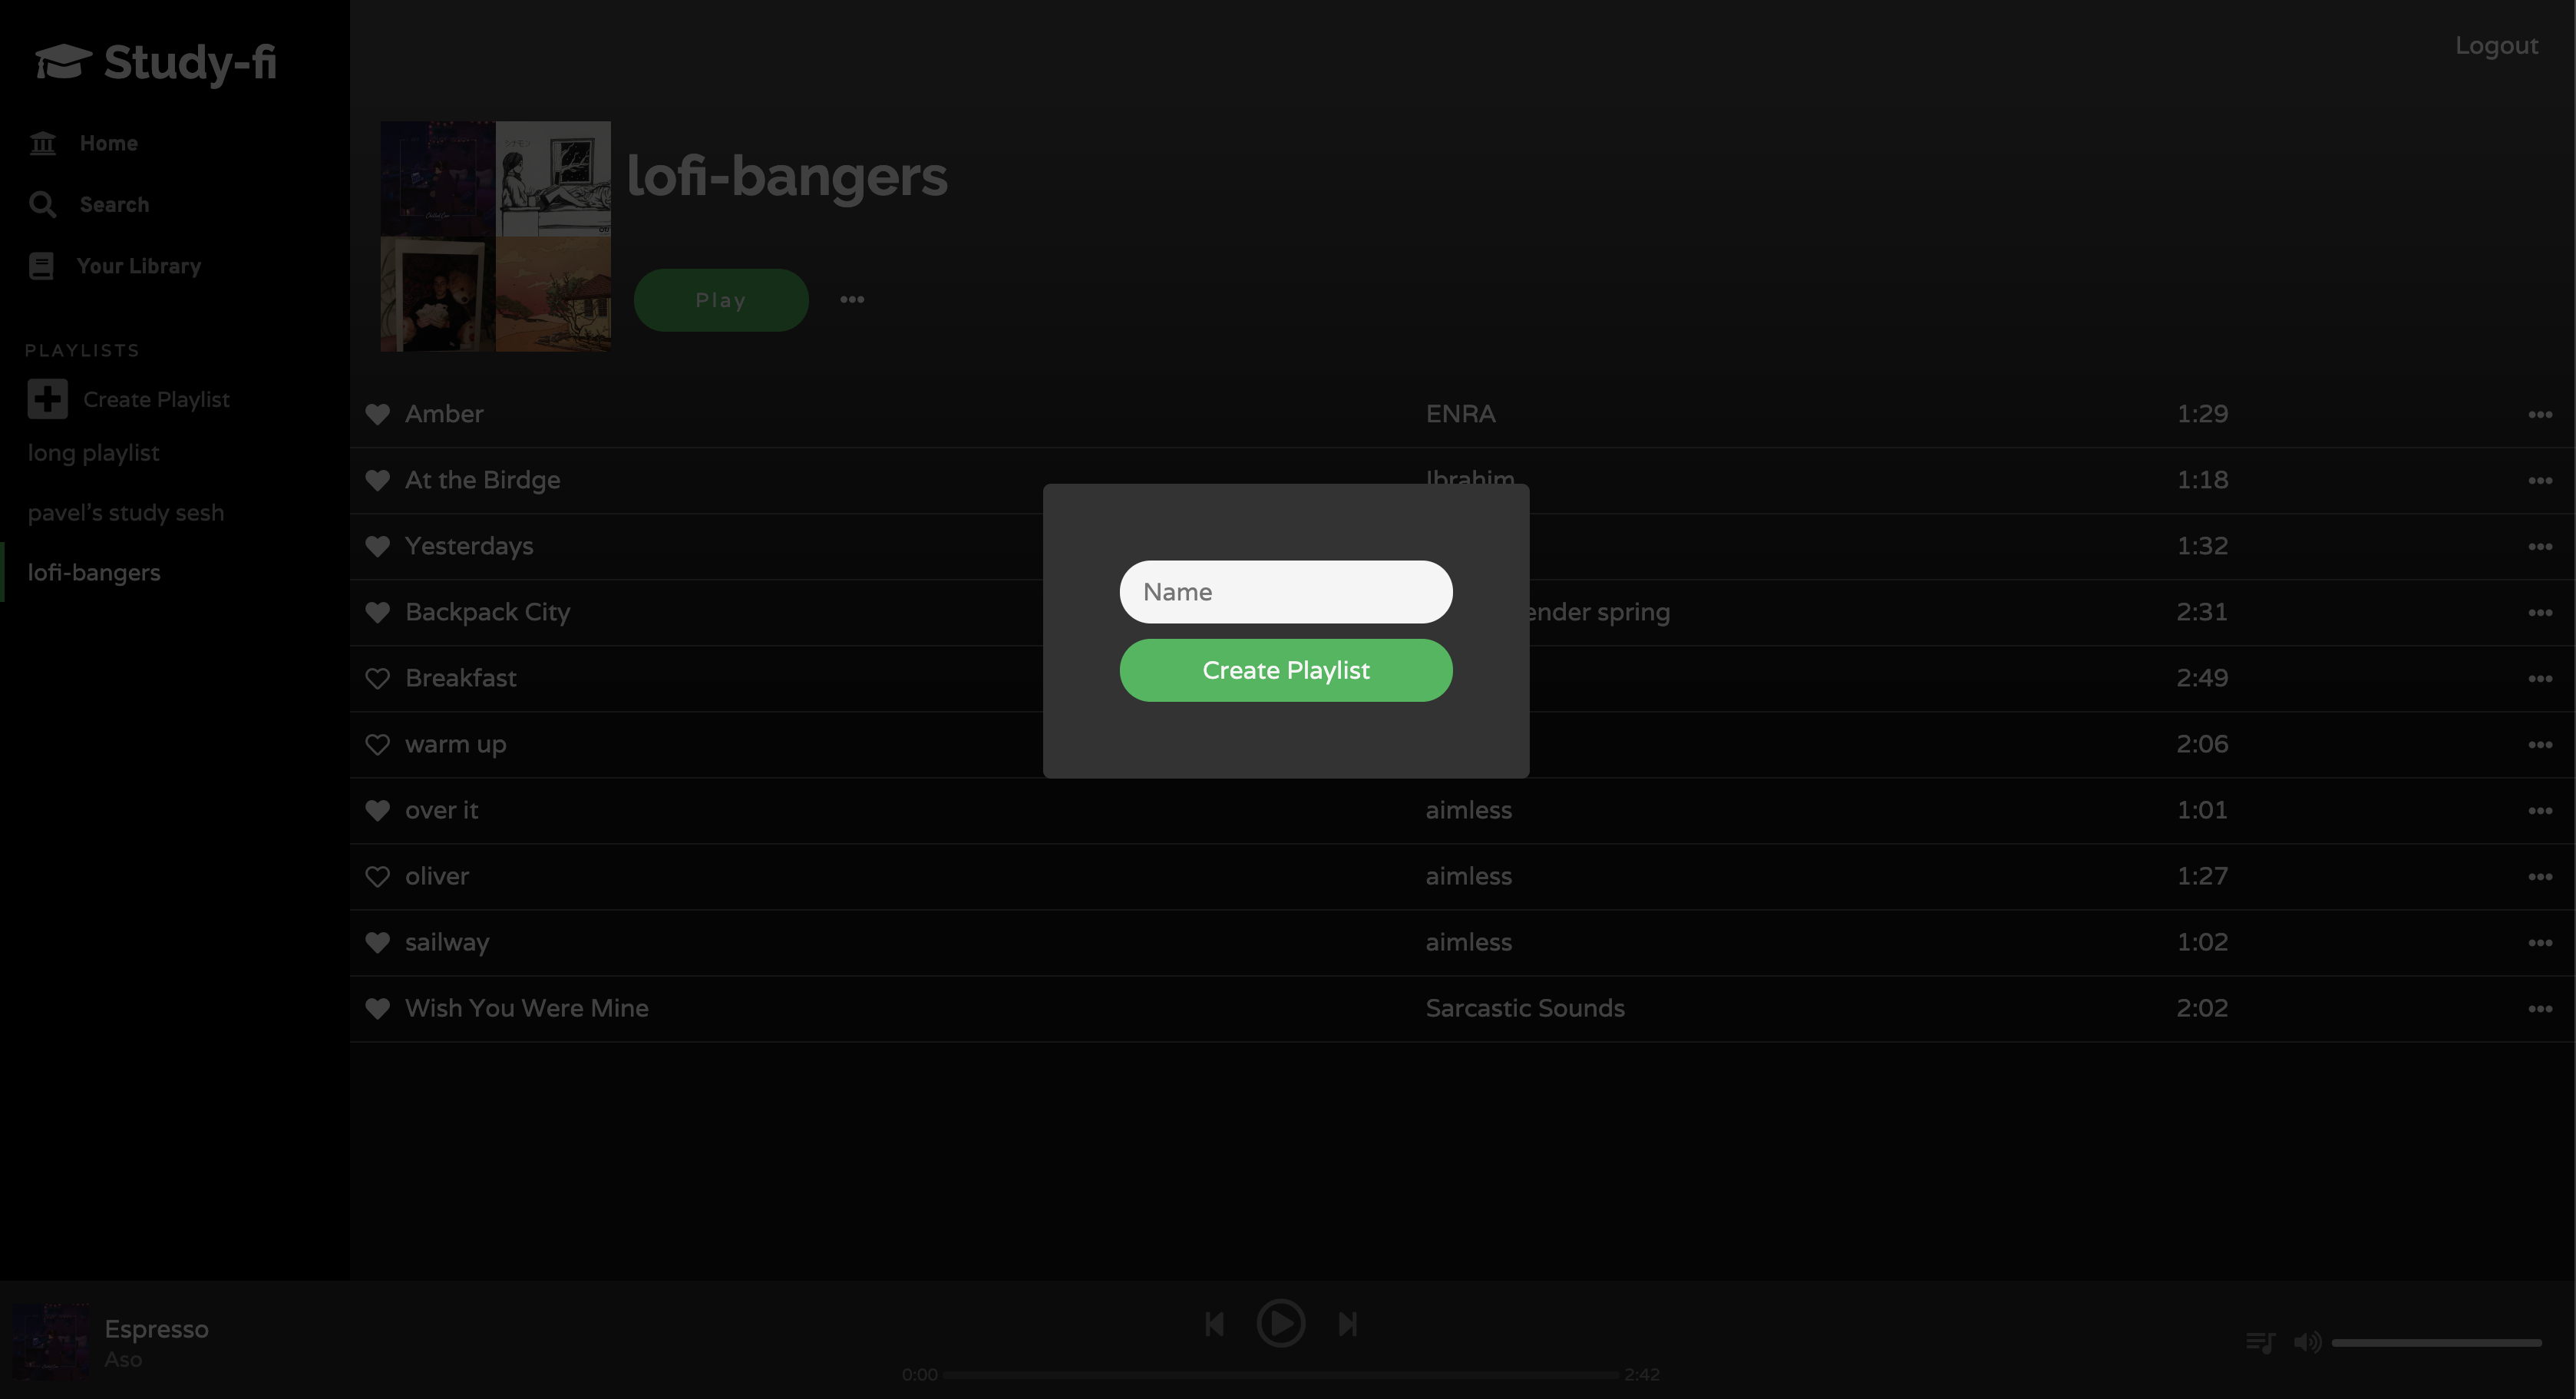 Study-fi
Logout
Home
Search
Your Library
PLAYLISTS
Create Playlist
long playlist
pavel's study sesh
lofi-bangers
lofi-bangers
Play
Amber ENRA 1:29
At the Birdge Ibrahim 1:18
Yesterdays 1:32
Backpack City ender spring 2:31
Breakfast 2:49
warm up 2:06
over it aimless 1:01
oliver aimless 1:27
sailway aimless 1:02
Wish You Were Mine Sarcastic Sounds 2:02
Name
Create Playlist
Espresso
Aso
0:00 2:42